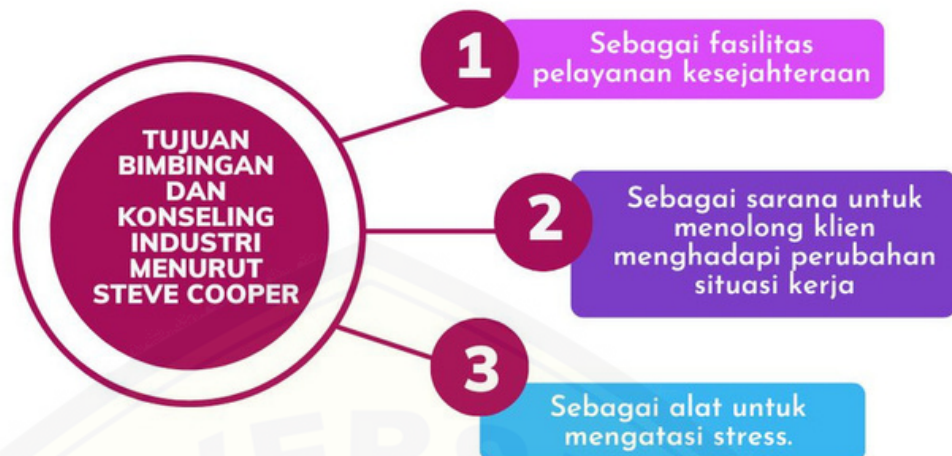 TUJUAN
BIMBINGAN
DAN
KONSELING
INDUSTRI
MENURUT
STEVE COOPER
1
Sebagai fasilitas
pelayanan kesejahteraan
2
Sebagai sarana untuk
menolong klien
menghadapi perubahan
situasi kerja
3
Sebagai alat untuk
mengatasi stress.